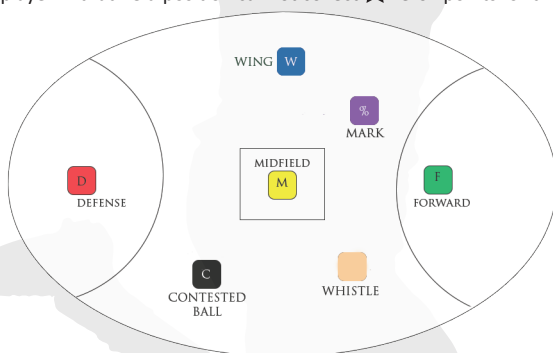 WING W
%
MARK
MIDFIELD
D M F
DEFENSE FORWARD
C
CONTESTED WHISTLE
BALL